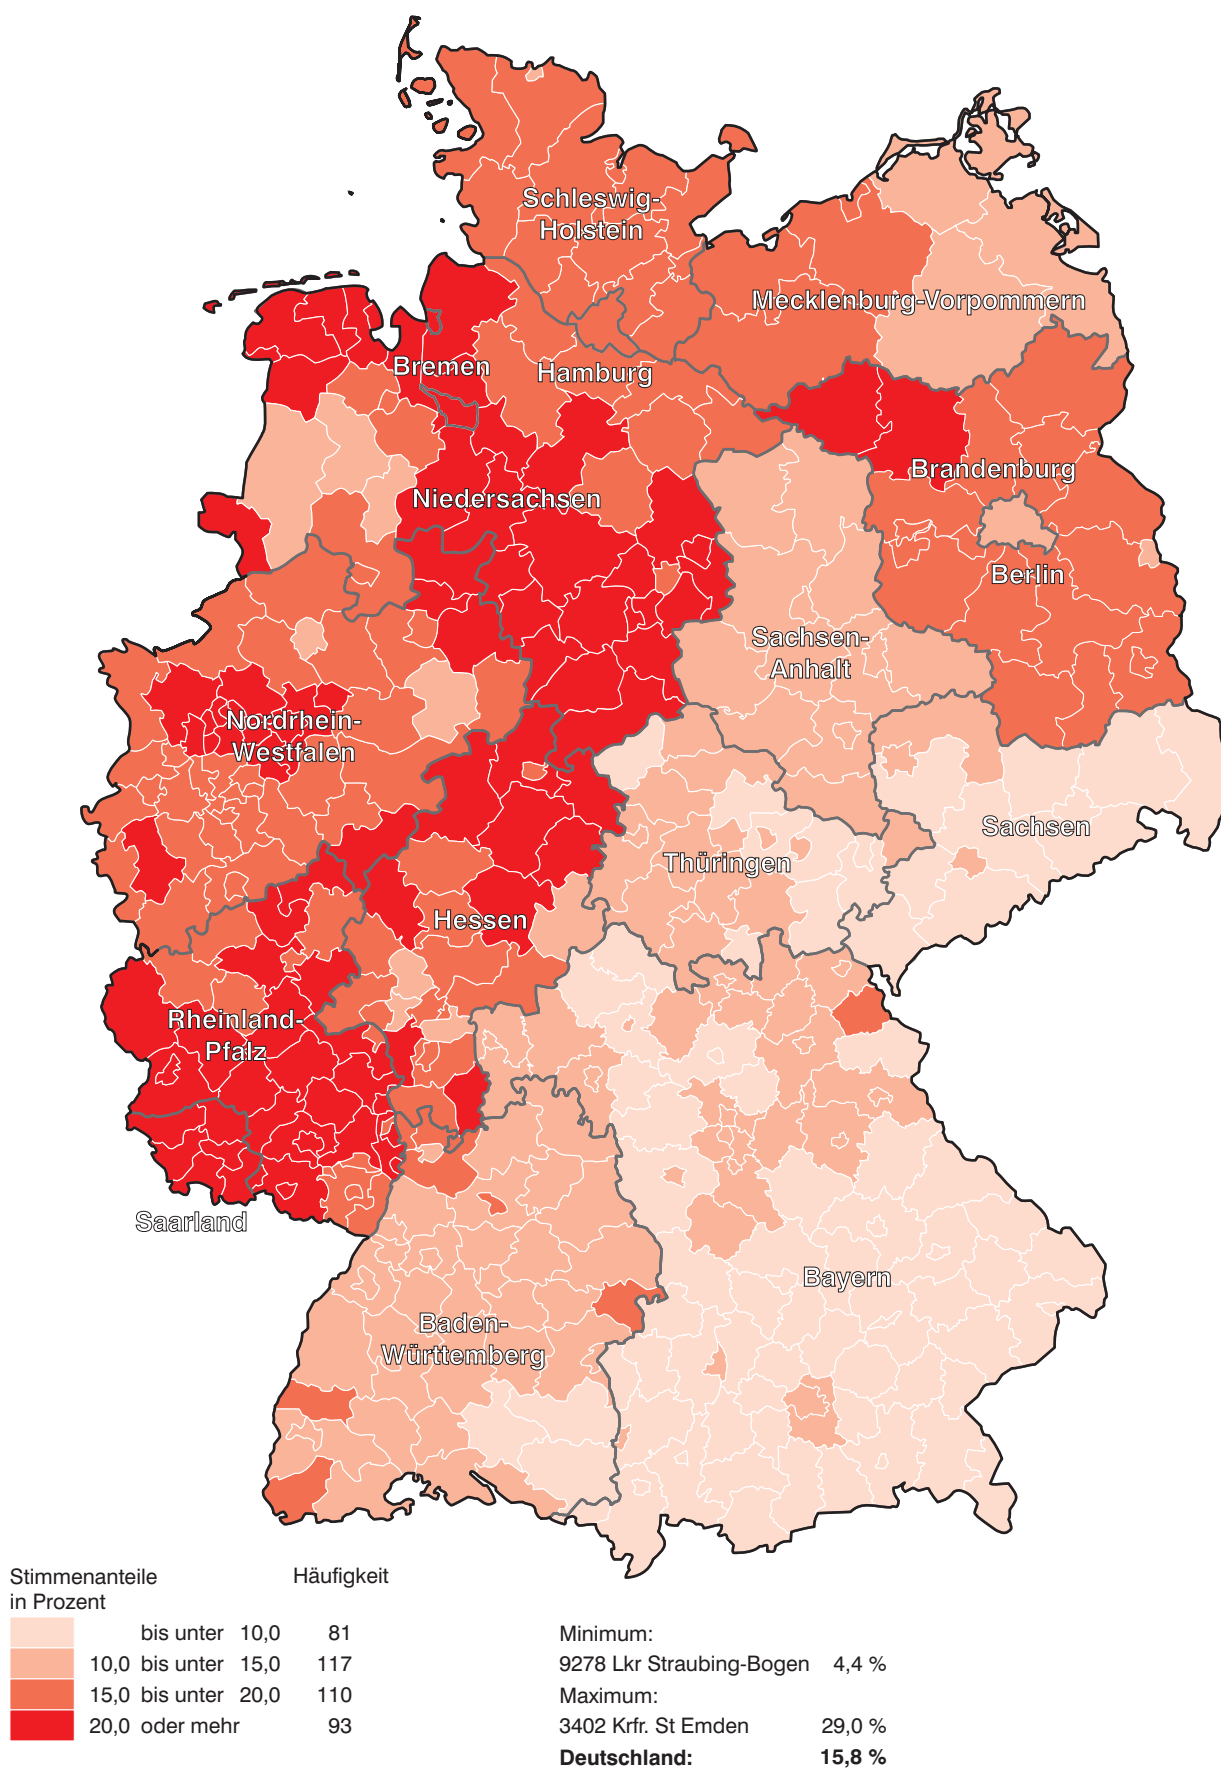 Schleswig-
Holstein
Mecklenburg-Vorpommern
Bremen
Hamburg
Brandenburg
Niedersachsen
Berlin
Sachsen-
Anhalt
Nordrhein-
Westfalen
Sachsen
Thüringen
Hessen
Rheinland-
Pfalz
Saarland
Bayern
Baden-
Württemberg
Stimmenanteile
in Prozent
Häufigkeit
bis unter 10,0 81
10,0 bis unter 15,0 117
15,0 bis unter 20,0 110
20,0 oder mehr 93
Minimum:
9278 Lkr Straubing-Bogen 4,4 %
Maximum:
3402 Krfr. St Emden 29,0 %
Deutschland: 15,8 %